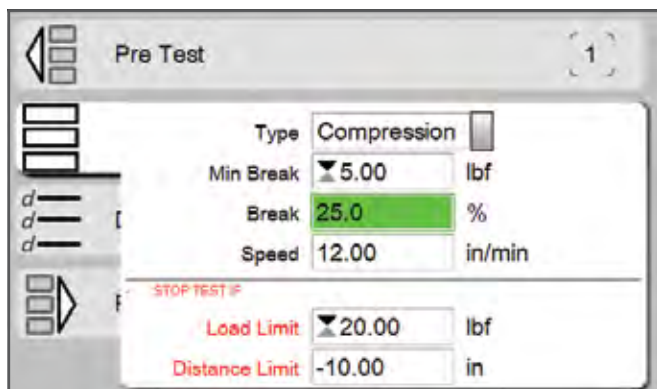 Pre Test 1
Type Compression
Min Break 5.00 lbf
Break 25.0 %
Speed 12.00 in/min
STOP TEST IF
Load Limit 20.00 lbf
Distance Limit -10.00 in
d
d
d